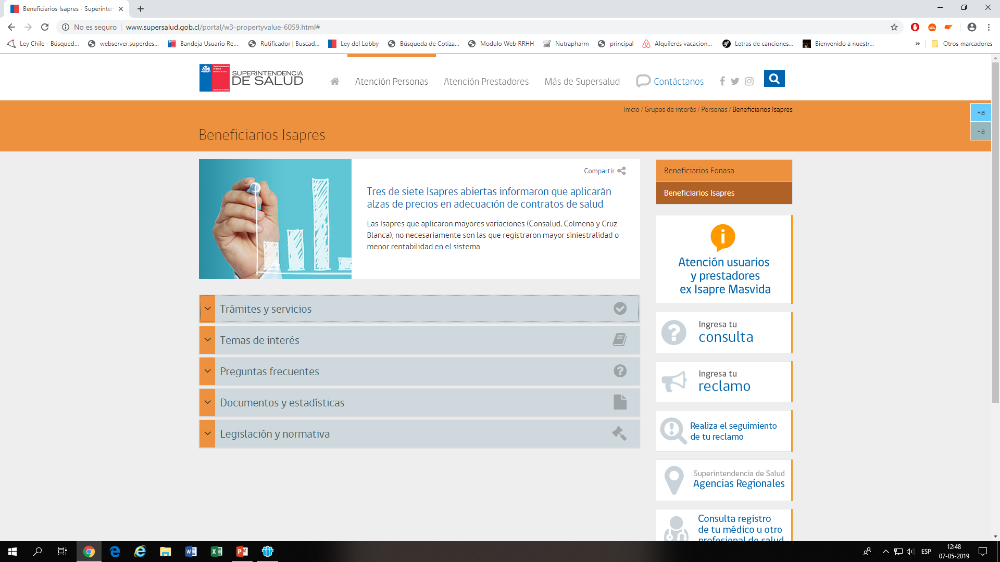 Beneficiarios Isapres - Superinten
No es seguro
www.supersalud.gob.cl/portal/w3-propertyvalue-6059.html#
Ley Chile - Búsqued...
webserver.superdes...
Bandeja Usuario Re...
Rutificador | Buscad...
Ley del Lobby
Búsqueda de Cotiza...
Modulo Web RRHH
Nutrapharm
principal
Alquileres vacacion...
Letras de canciones...
Bienvenido a nuestr...
»
Otros marcadores
SUPERINTENDENCIA
DE SALUD
Atención Personas
Atención Prestadores
Más de Supersalud
Contáctanos
Inicio / Grupos de interés / Personas / Beneficiarios Isapres
+a
-a
Beneficiarios Isapres
Compartir
Tres de siete Isapres abiertas informaron que aplicarán
alzas de precios en adecuación de contratos de salud
Las Isapres que aplicaron mayores variaciones (Consalud, Colmena y Cruz
Blanca), no necesariamente son las que registraron mayor siniestralidad o
menor rentabilidad en el sistema.
Trámites y servicios
Temas de interés
Preguntas frecuentes
Documentos y estadísticas
Legislación y normativa
Beneficiarios Fonasa
Beneficiarios Isapres
Atención usuarios
y prestadores
ex Isapre Masvida
Ingresa tu
consulta
Ingresa tu
reclamo
Realiza el seguimiento
de tu reclamo
Superintendencia de Salud
Agencias Regionales
Consulta registro
de tu médico u otro
profesional de salud
ESP
12:48
07-05-2019